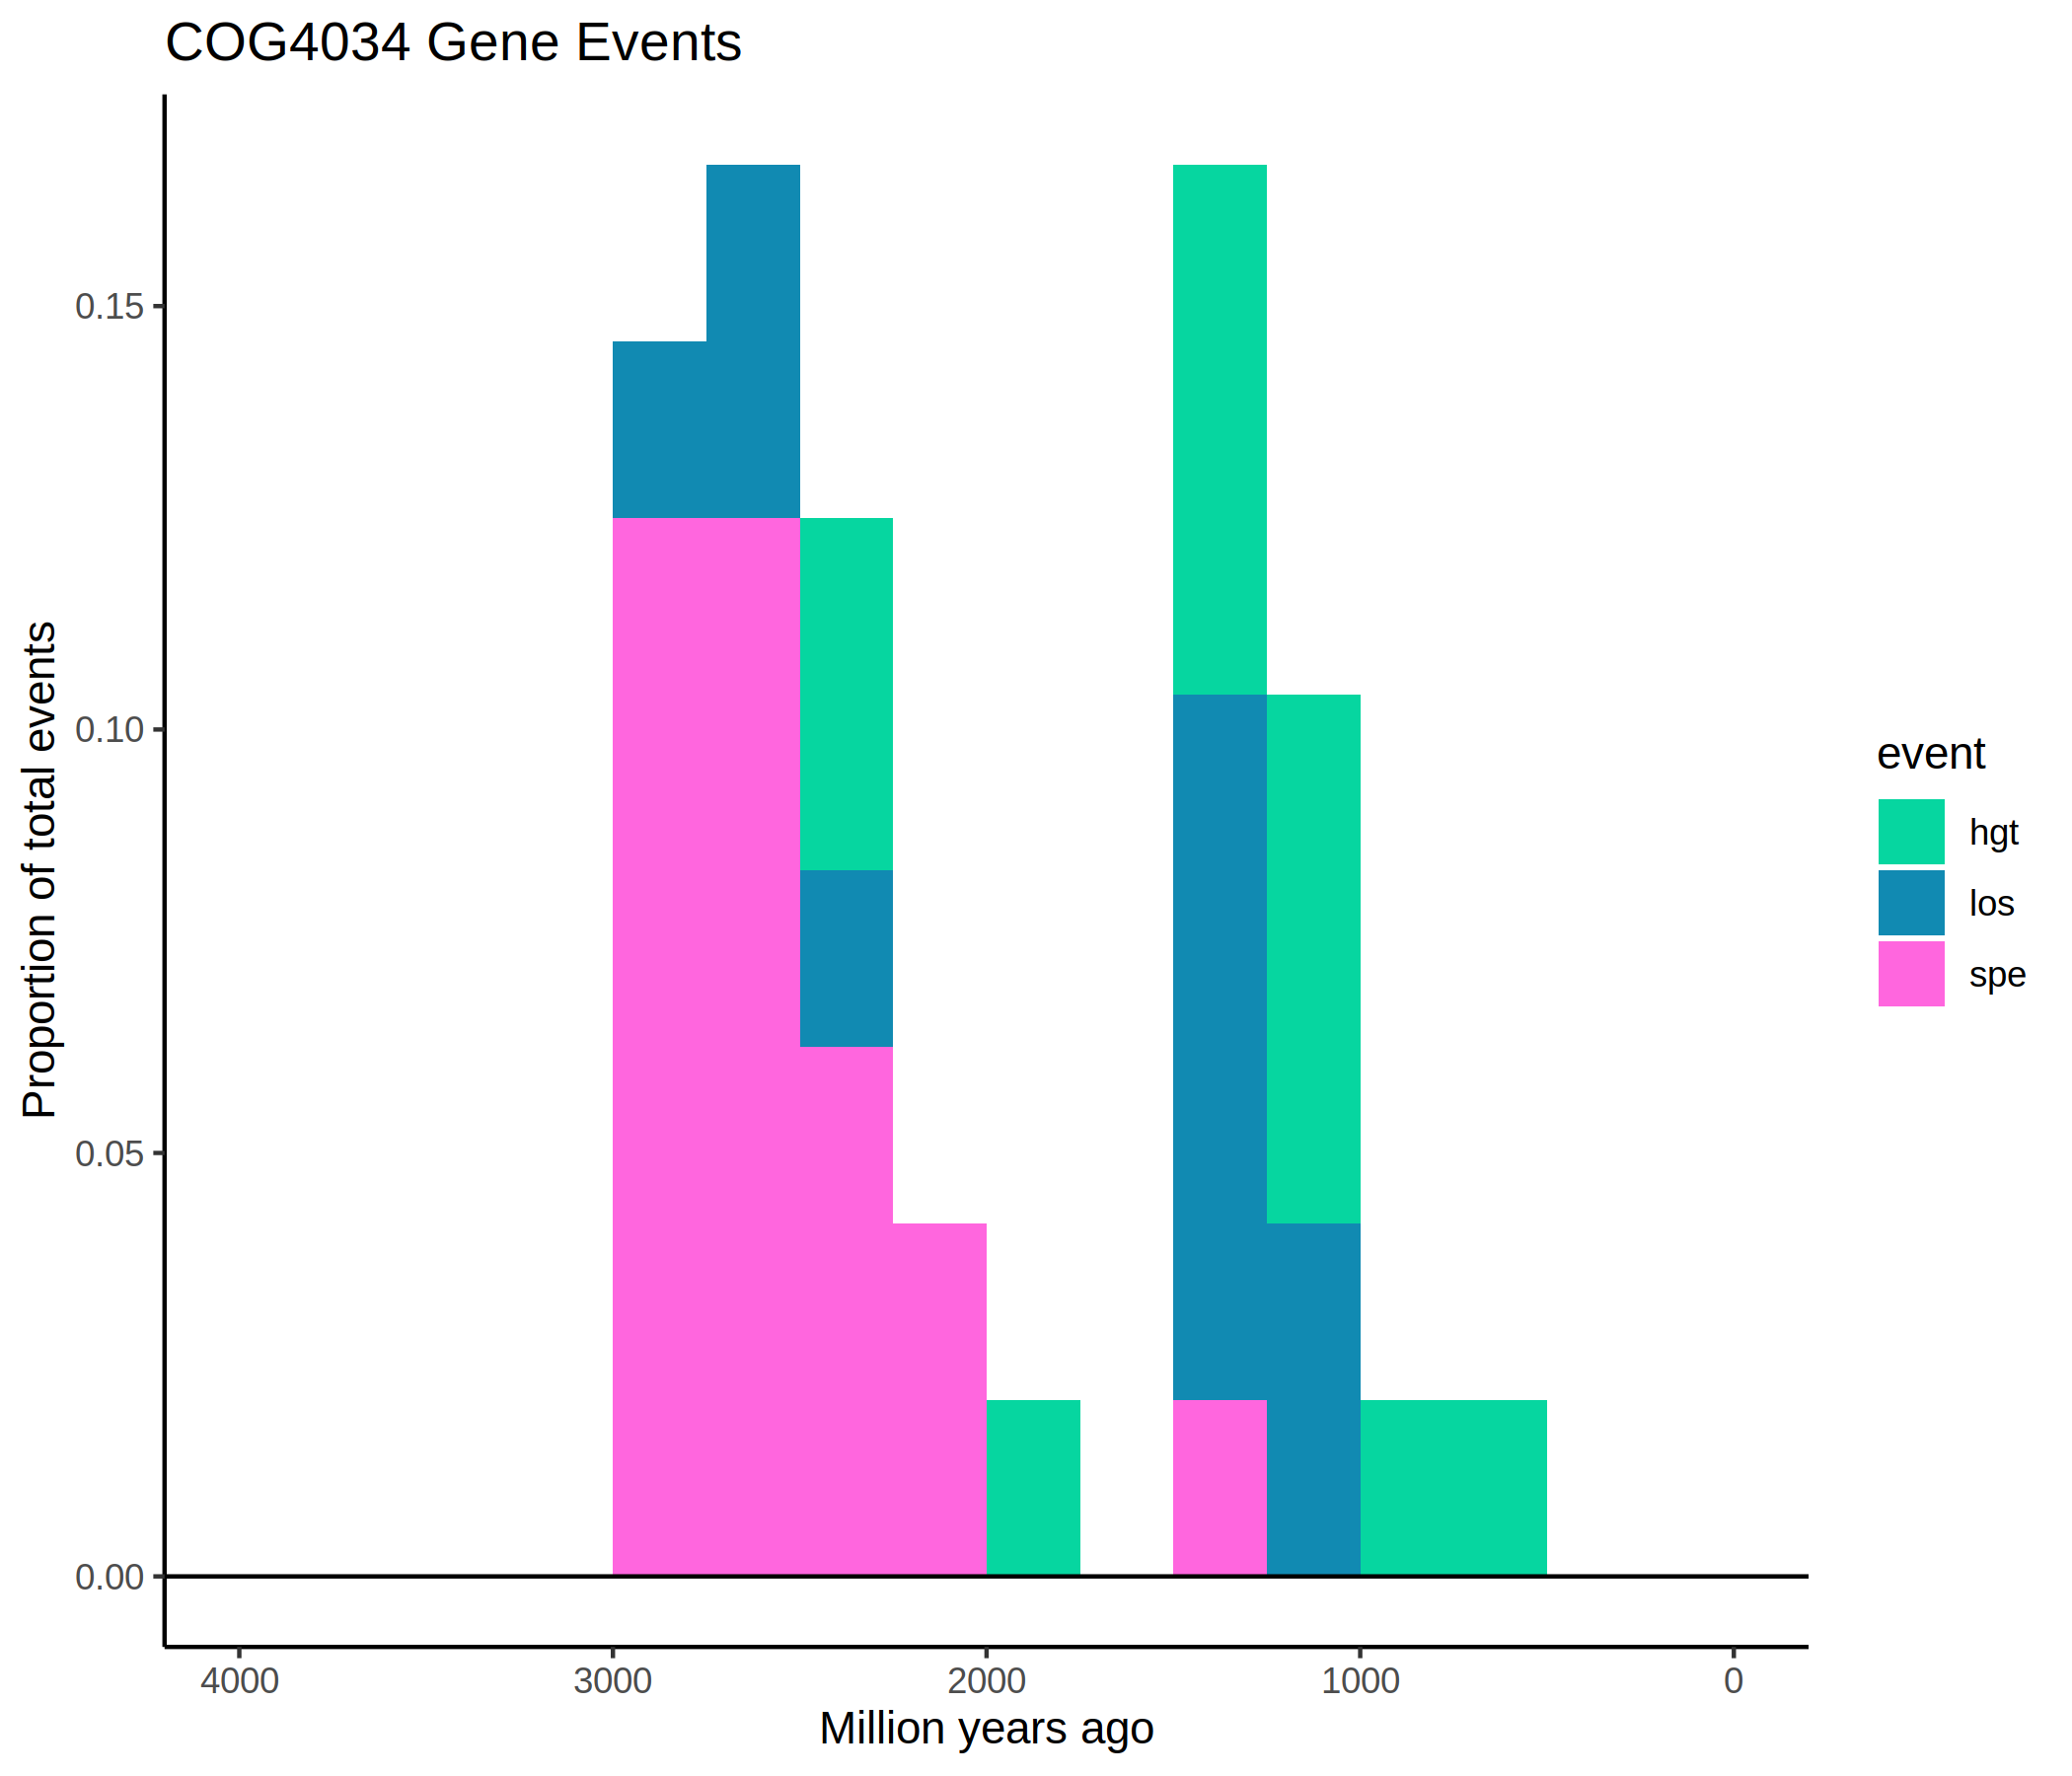 COG4034 Gene Events
Proportion of total events
0.15
0.10
0.05
0.00
4000
3000
2000
1000
0
Million years ago
event
hgt
los
spe